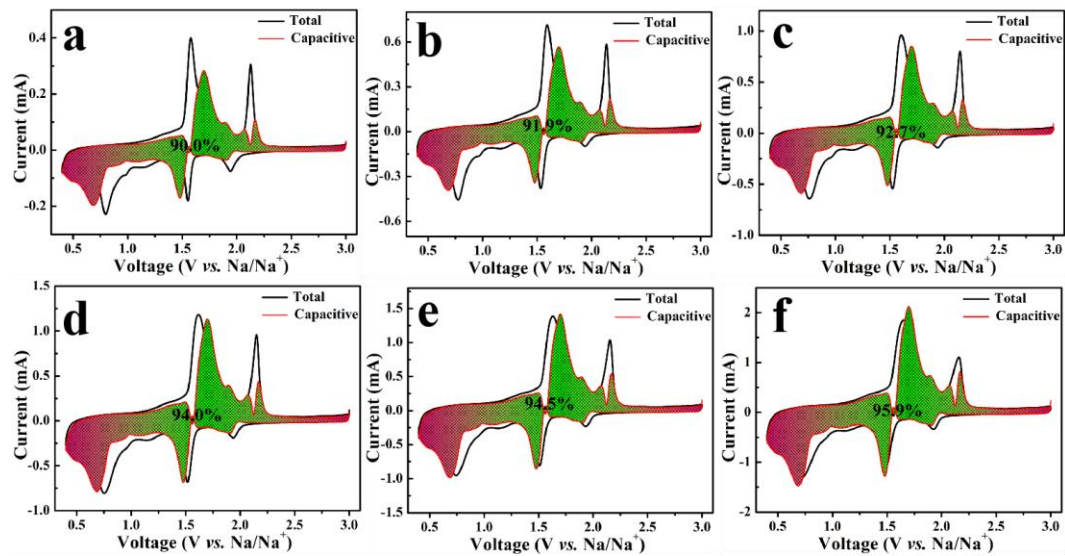 a
Total
Capacitive
Current (mA)
0.4
0.2
0.0
-0.2
90.0%
0.5 1.0 1.5 2.0 2.5 3.0
Voltage (V vs. Na/Na⁺)
b
Total
Capacitive
Current (mA)
0.6
0.3
0.0
-0.3
-0.6
91.9%
0.5 1.0 1.5 2.0 2.5 3.0
Voltage (V vs. Na/Na⁺)
c
Total
Capacitive
Current (mA)
1.0
0.5
0.0
-0.5
-1.0
92.7%
0.5 1.0 1.5 2.0 2.5 3.0
Voltage (V vs. Na/Na⁺)
d
Total
Capacitive
Current (mA)
1.5
1.0
0.5
0.0
-0.5
-1.0
94.0%
0.5 1.0 1.5 2.0 2.5 3.0
Voltage (V vs. Na/Na⁺)
e
Total
Capacitive
Current (mA)
1.5
1.0
0.5
0.0
-0.5
-1.0
-1.5
94.5%
0.5 1.0 1.5 2.0 2.5 3.0
Voltage (V vs. Na/Na⁺)
f
Total
Capacitive
Current (mA)
2
1
0
-1
-2
95.9%
0.5 1.0 1.5 2.0 2.5 3.0
Voltage (V vs. Na/Na⁺)